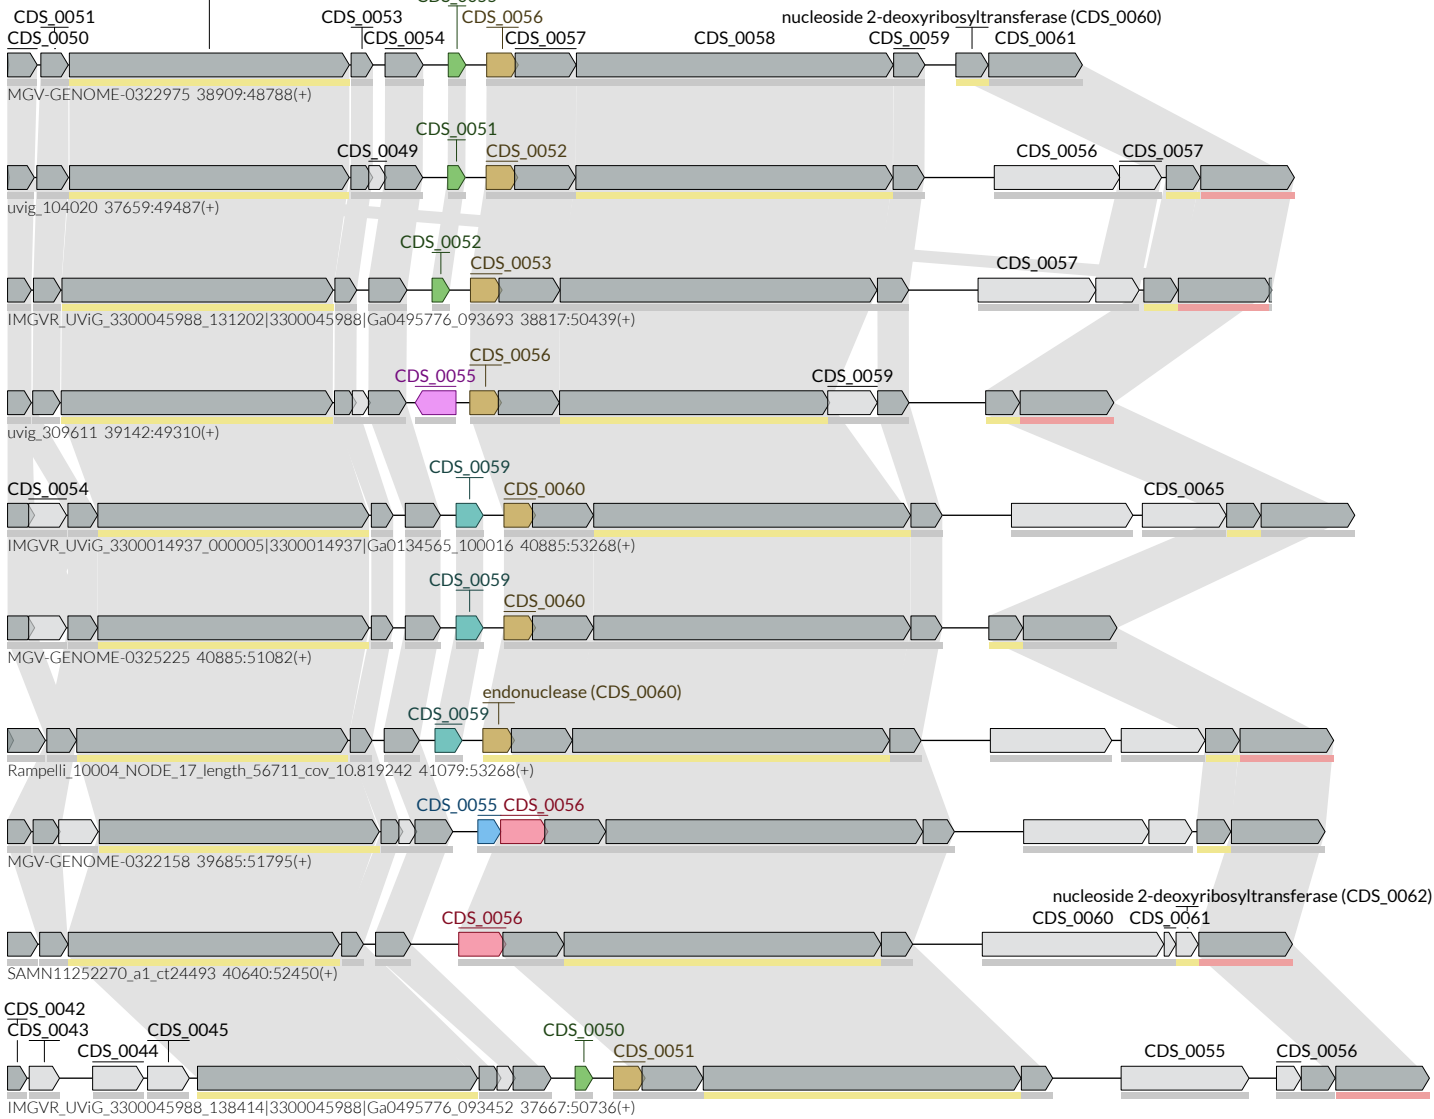 CDS_0051 CDS_0053 CDS_0056 nucleoside 2-deoxyribosyltransferase (CDS_0060)
CDS_0050 CDS_0054 CDS_0057 CDS_0058 CDS_0059 CDS_0061
MGV-GENOME-0322975 38909:48788(+)
CDS_0051
CDS_0049 CDS_0052 CDS_0056 CDS_0057
uvig_104020 37659:49487(+)
CDS_0052
CDS_0053 CDS_0057
IMGVR_UViG_3300045988_131202|3300045988|Ga0495776_093693 38817:50439(+)
CDS_0056
CDS_0055 CDS_0059
uvig_309611 39142:49310(+)
CDS_0059
CDS_0054 CDS_0060 CDS_0065
IMGVR_UViG_3300014937_000005|3300014937|Ga0134565_100016 40885:53268(+)
CDS_0059
CDS_0060
MGV-GENOME-0325225 40885:51082(+)
endonuclease (CDS_0060)
CDS_0059
Rampelli_10004_NODE_17_length_56711_cov_10.819242 41079:53268(+)
CDS_0055 CDS_0056
MGV-GENOME-0322158 39685:51795(+)
nucleoside 2-deoxyribosyltransferase (CDS_0062)
CDS_0056 CDS_0060 CDS_0061
SAMN11252270_a1_ct24493 40640:52450(+)
CDS_0042
CDS_0043 CDS_0045 CDS_0050
CDS_0044 CDS_0051 CDS_0055 CDS_0056
IMGVR_UViG_3300045988_138414|3300045988|Ga0495776_093452 37667:50736(+)